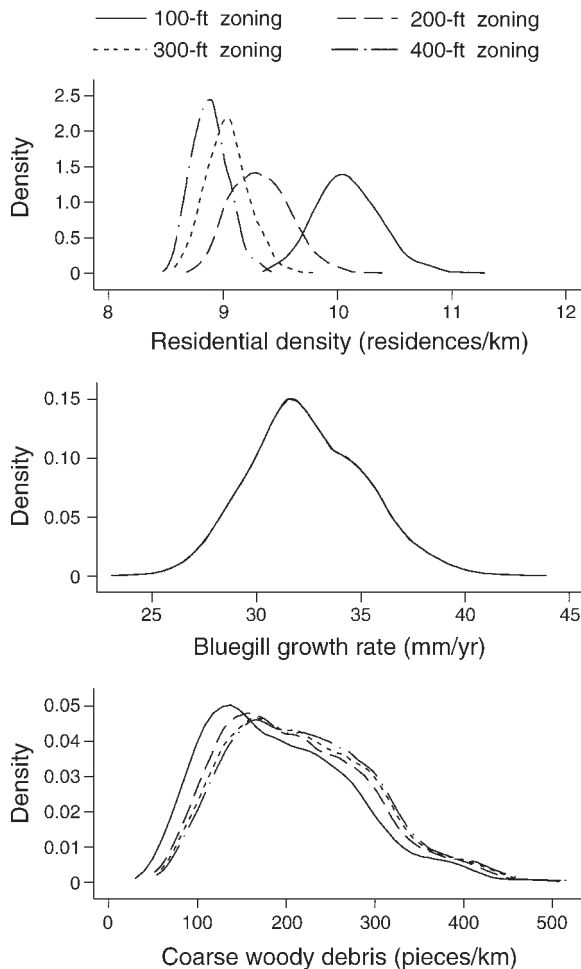 100-ft zoning 200-ft zoning
300-ft zoning 400-ft zoning
2.5
2.0
1.5
1.0
0.5
0
Density
8 9 10 11 12
Residential density (residences/km)
0.15
0.10
0.05
0
Density
25 30 35 40 45
Bluegill growth rate (mm/yr)
0.05
0.04
0.03
0.02
0.01
0
Density
0 100 200 300 400 500
Coarse woody debris (pieces/km)